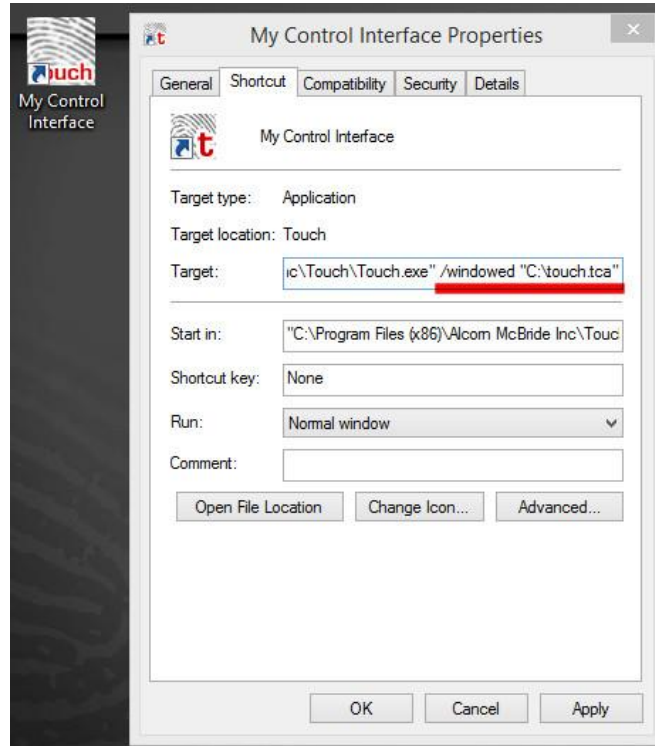 My Control Interface Properties
ouch
My Control
Interface
General Shortcut Compatibility Security Details
t
My Control Interface
Target type: Application
Target location: Touch
Target: ıc\Touch\Touch.exe" /windowed "C:\touch.tca"
Start in: "C:\Program Files (x86)\Alcorn McBride Inc\Touc
Shortcut key: None
Run: Normal window
Comment:
Open File Location Change Icon... Advanced...
OK Cancel Apply